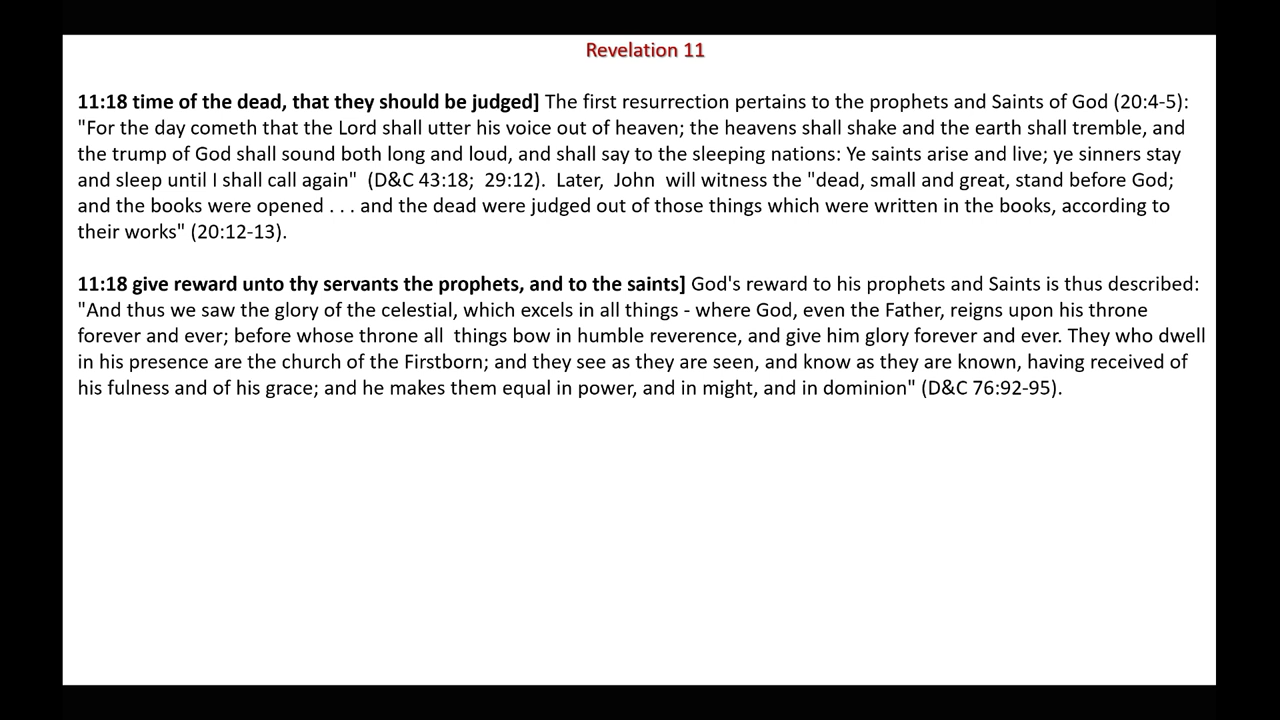 Revelation 11
11:18 time of the dead, that they should be judged] The first resurrection pertains to the prophets and Saints of God (20:4-5):
"For the day cometh that the Lord shall utter his voice out of heaven; the heavens shall shake and the earth shall tremble, and
the trump of God shall sound both long and loud, and shall say to the sleeping nations: Ye saints arise and live; ye sinners stay
and sleep until I shall call again"  (D&C 43:18;  29:12).  Later,  John  will witness the "dead, small and great, stand before God;
and the books were opened . . . and the dead were judged out of those things which were written in the books, according to
their works" (20:12-13).
11:18 give reward unto thy servants the prophets, and to the saints] God's reward to his prophets and Saints is thus described:
"And thus we saw the glory of the celestial, which excels in all things - where God, even the Father, reigns upon his throne
forever and ever; before whose throne all  things bow in humble reverence, and give him glory forever and ever. They who dwell
in his presence are the church of the Firstborn; and they see as they are seen, and know as they are known, having received of
his fulness and of his grace; and he makes them equal in power, and in might, and in dominion" (D&C 76:92-95).